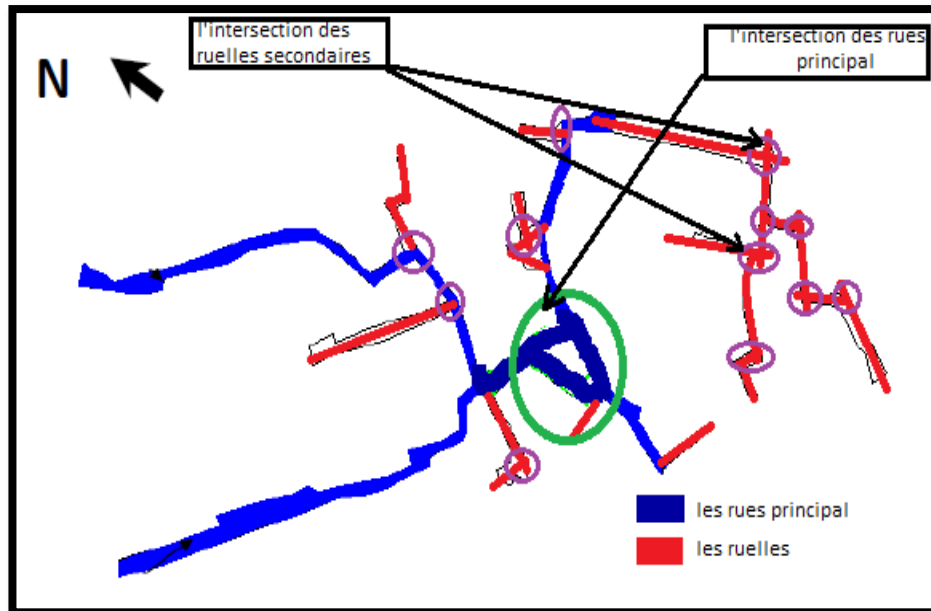 l'intersection des
ruelles secondaires
l'intersection des rues
principal
N
les rues principal
les ruelles